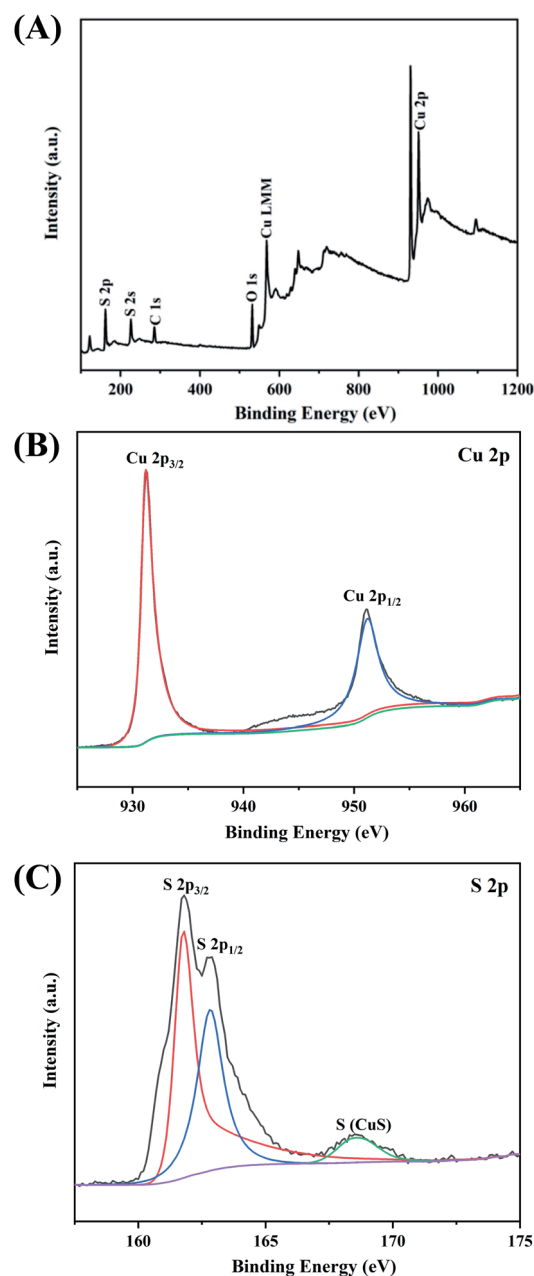 (A)
Intensity (a.u.)
S 2p
S 2s
C 1s
O 1s
Cu LMM
Cu 2p
200 400 600 800 1000 1200
Binding Energy (eV)
(B)
Cu 2p
Cu 2p3/2
Cu 2p1/2
Intensity (a.u.)
930 940 950 960
Binding Energy (eV)
(C)
S 2p
S 2p3/2
S 2p1/2
S (CuS)
Intensity (a.u.)
160 165 170 175
Binding Energy (eV)